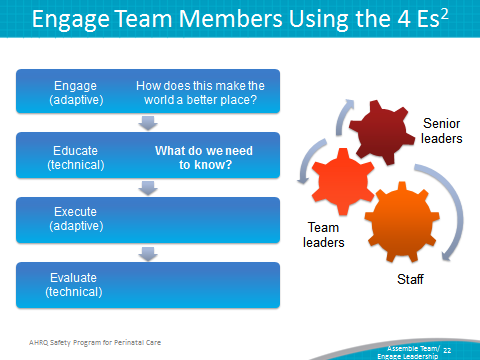 Engage Team Members Using the 4 Es2
Engage
(adaptive)
How does this make the
world a better place?
Educate
(technical)
What do we need
to know?
Execute
(adaptive)
Evaluate
(technical)
Senior
leaders
Team
leaders
Staff
AHRQ Safety Program for Perinatal Care
Assemble Team/
Engage Leadership
22